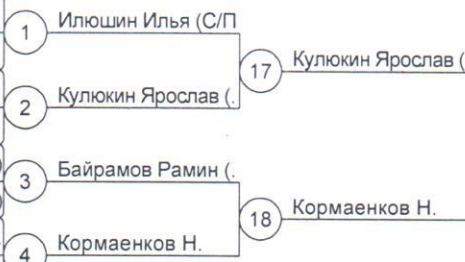 1 Илюшин Илья (С/П
17 Кулюкин Ярослав (
2 Кулюкин Ярослав (.
3 Байрамов Рамин (.
18 Кормаенков Н.
4 Кормаенков Н.